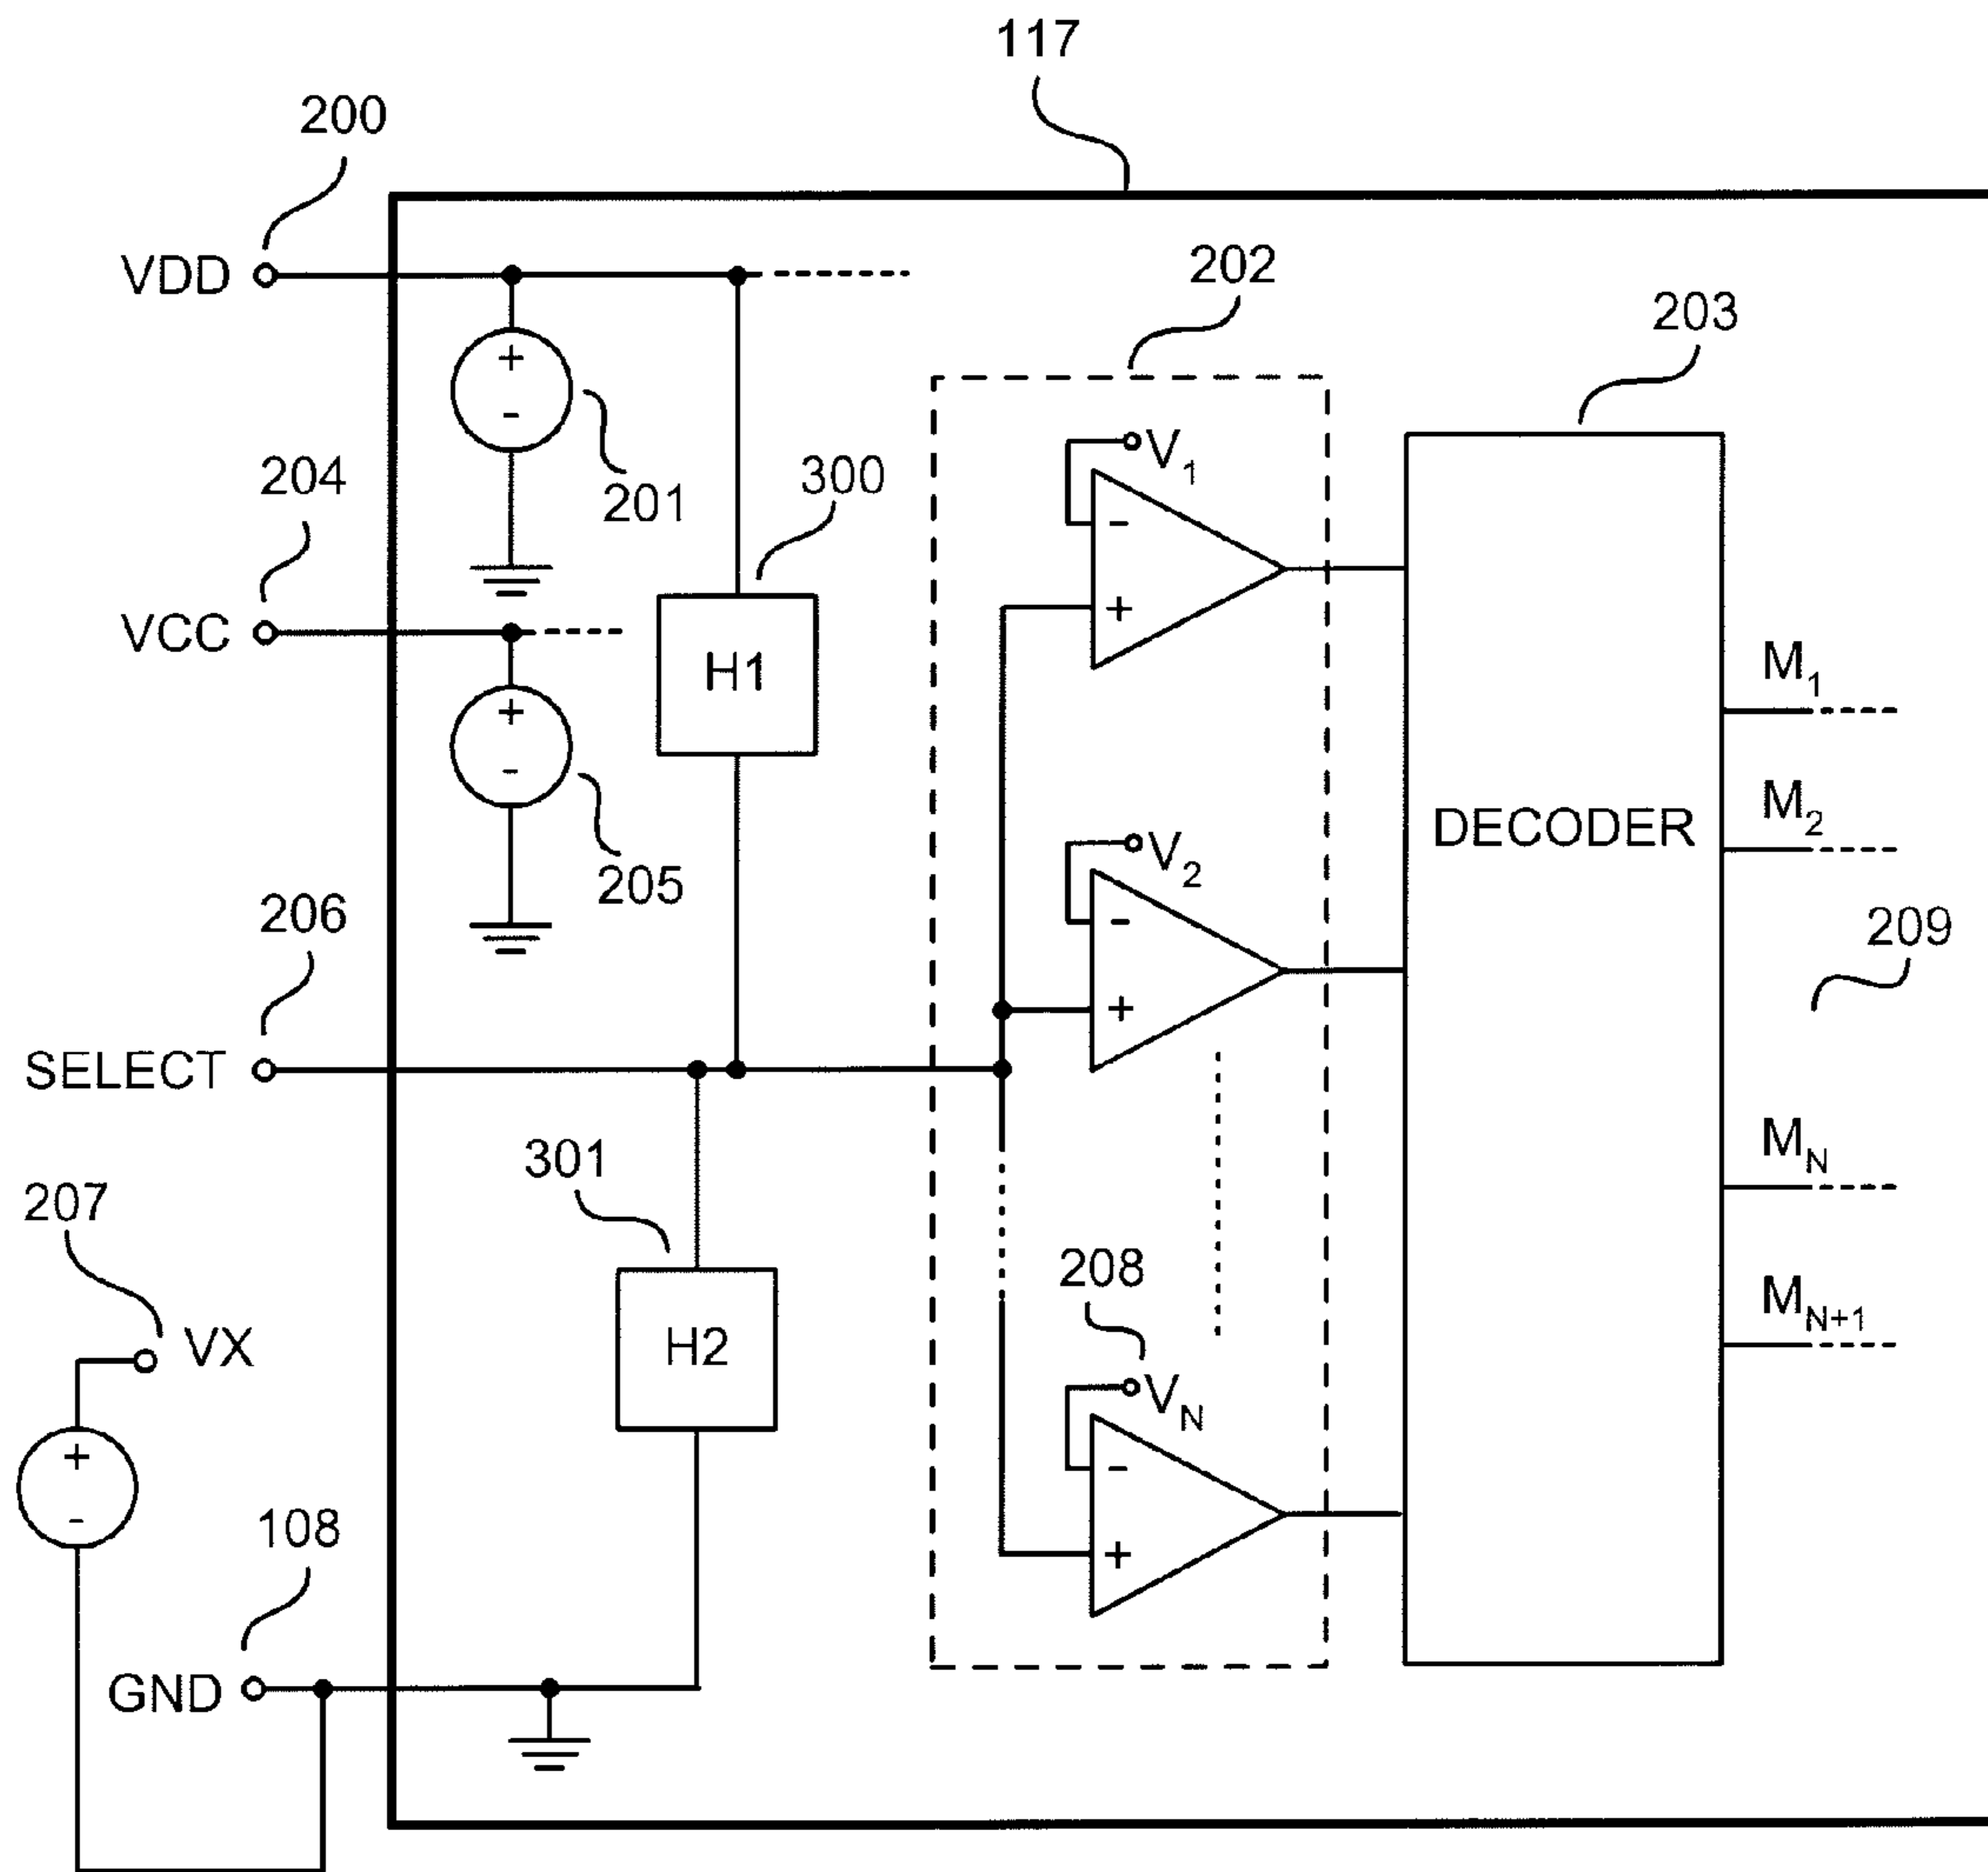 117
200
VDD
202
203
+
-
201
V1
-
+
204
300
VCC
H1
+
-
205
M1
M2
DECODER
V2
-
+
206
209
SELECT
301
MN
207
208
MN+1
VX
H2
VN
-
+
+
-
108
GND